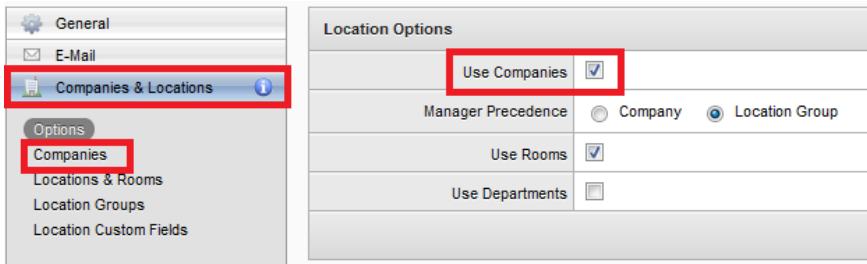 General
E-Mail
Companies & Locations
Options
Companies
Locations & Rooms
Location Groups
Location Custom Fields
Location Options
Use Companies
Manager Precedence Company Location Group
Use Rooms
Use Departments